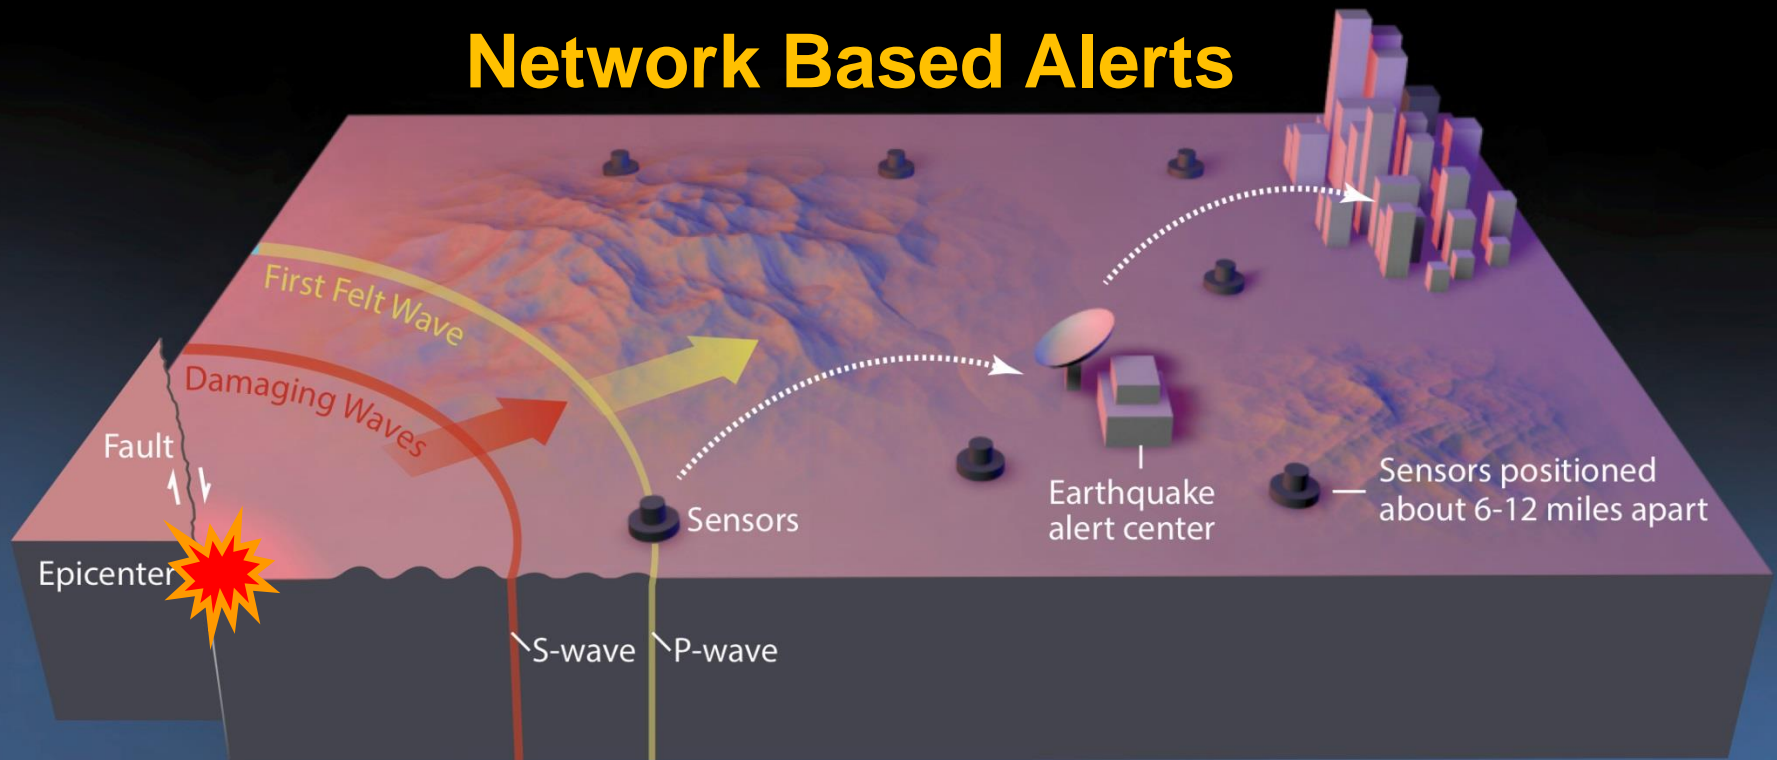 Network Based Alerts
First Felt Wave
Damaging Waves
Fault
Sensors positioned
about 6-12 miles apart
Earthquake
alert center
Sensors
Epicenter
S-wave
P-wave